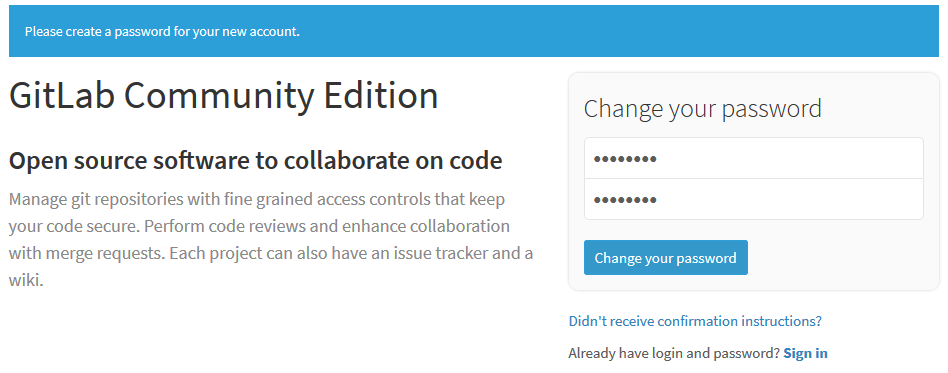 Please create a password for your new account.
GitLab Community Edition
Open source software to collaborate on code
Manage git repositories with fine grained access controls that keep
your code secure. Perform code reviews and enhance collaboration
with merge requests. Each project can also have an issue tracker and a
wiki.
Change your password
••••••••
••••••••
Change your password
Didn't receive confirmation instructions?
Already have login and password? Sign in